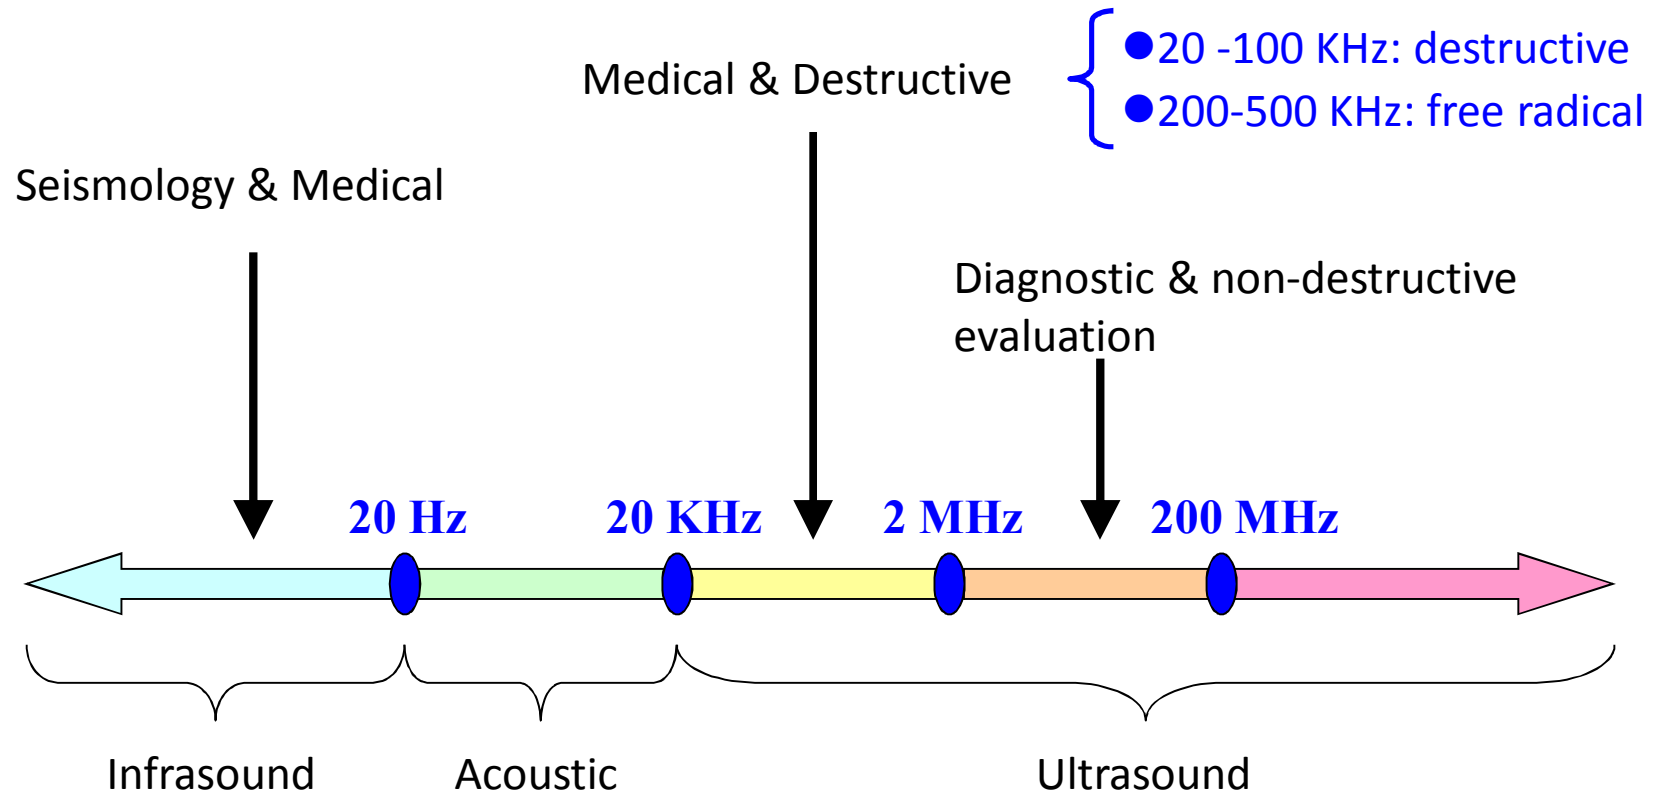 Medical & Destructive
●20 -100 KHz: destructive
●200-500 KHz: free radical
Seismology & Medical
Diagnostic & non-destructive
evaluation
20 Hz
20 KHz
2 MHz
200 MHz
Infrasound
Acoustic
Ultrasound